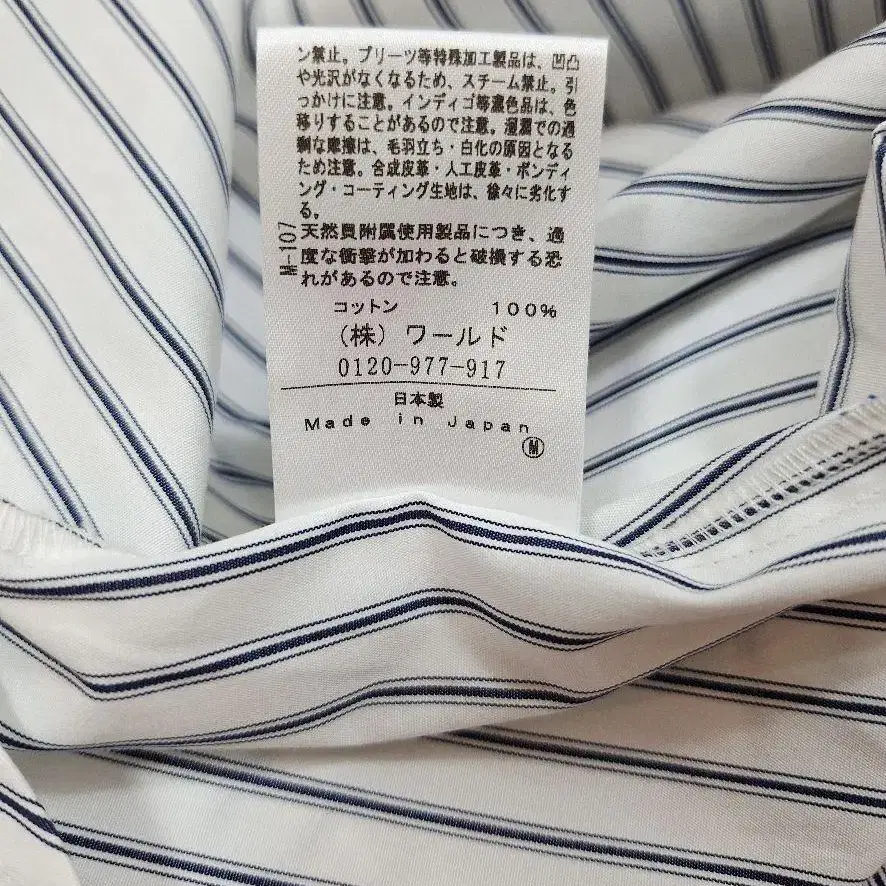 ン禁止。プリーツ等特殊加工製品は、凹凸
や光沢がなくなるため、スチーム禁止。引
っかけに注意。インディゴ等濃色品は、色
移りすることがあるので注意。湿潤での過
剰な摩擦は、毛羽立ち・白化の原因となる
ため注意。合成皮革・人工皮革・ボンディ
ング・コーティング生地は、徐々に劣化す
る。
M-107
天然貝附属使用製品につき、過
度な衝撃が加わると破損する恐
れがあるので注意。
コットン 100%
(株) ワールド
0120-977-917
日本製
Made in Japan
Ⓜ